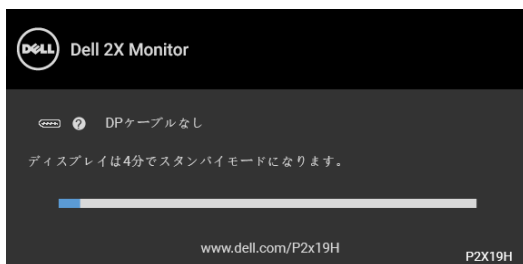 DELL Dell 2X Monitor
? DPケーブルなし
ディスプレイは4分でスタンバイモードになります。
www.dell.com/P2x19H
P2X19H